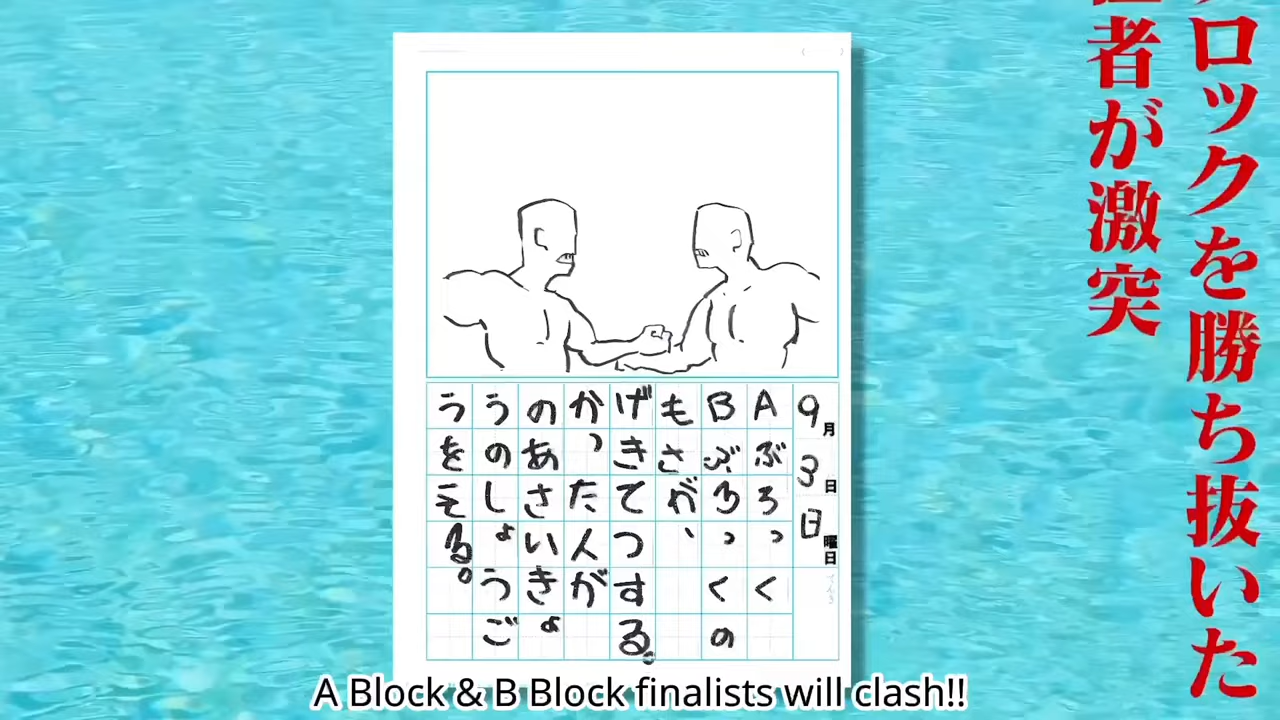 ロックを勝ち抜いた
者が激突
9月3日日曜日
Aぶろっく
Bぶろっくの
もさが、
げきてつする。
かった人が
のあさいきょ
うのしょうご
うをえる。
A Block & B Block finalists will clash!!